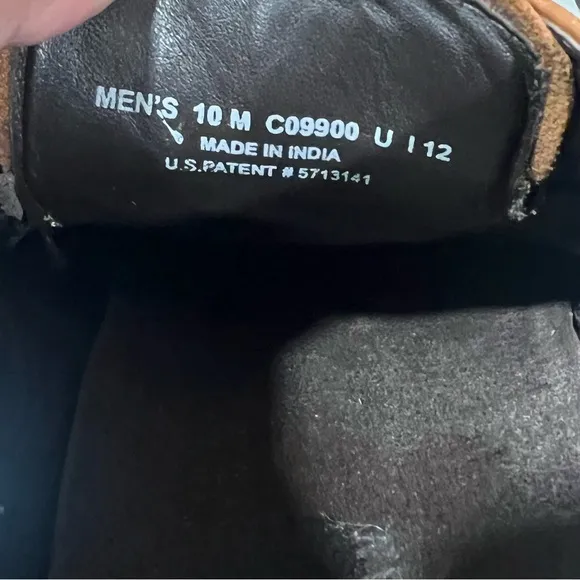 MEN'S 10 M C09900 U I 12
MADE IN INDIA
U.S.PATENT # 5713141